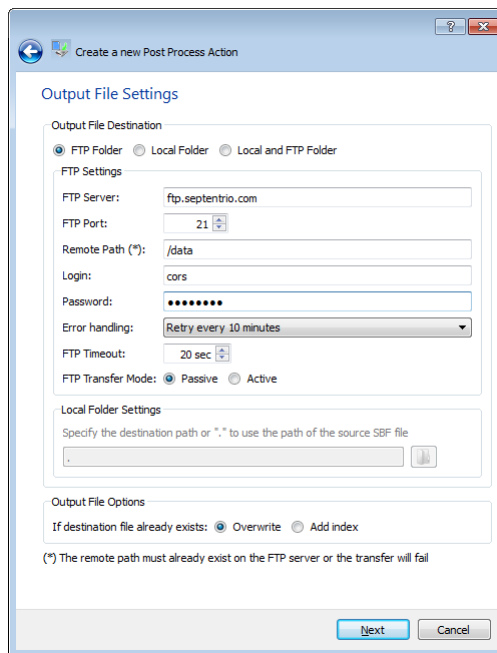 ?
Create a new Post Process Action
Output File Settings
Output File Destination
FTP Folder Local Folder Local and FTP Folder
FTP Settings
FTP Server: ftp.septentrio.com
FTP Port: 21
Remote Path (*): /data
Login: cors
Password: ●●●●●●●●
Error handling: Retry every 10 minutes
FTP Timeout: 20 sec
FTP Transfer Mode: Passive Active
Local Folder Settings
Specify the destination path or "." to use the path of the source SBF file
.
Output File Options
If destination file already exists: Overwrite Add index
(*) The remote path must already exist on the FTP server or the transfer will fail
Next Cancel